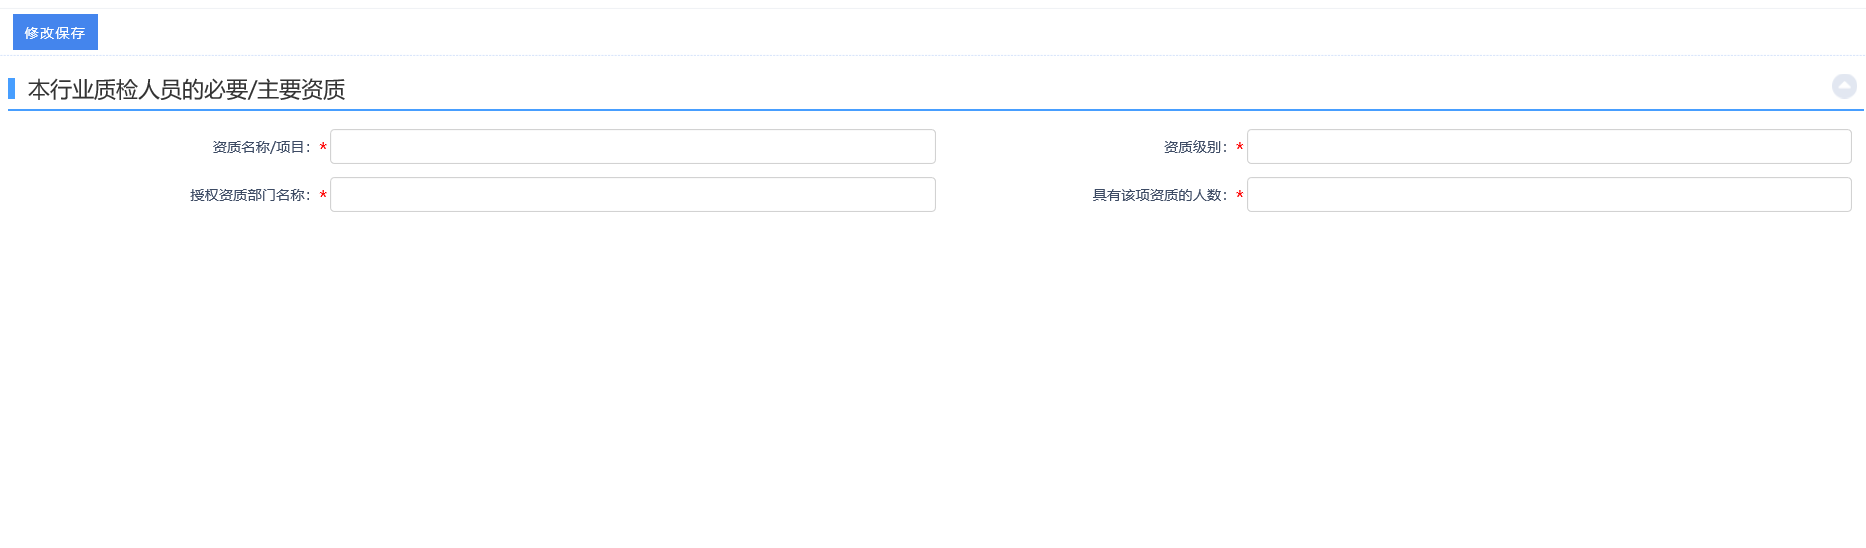 修改保存
本行业质检人员的必要/主要资质
资质名称/项目：* 资质级别：*
授权资质部门名称：* 具有该项资质的人数：*